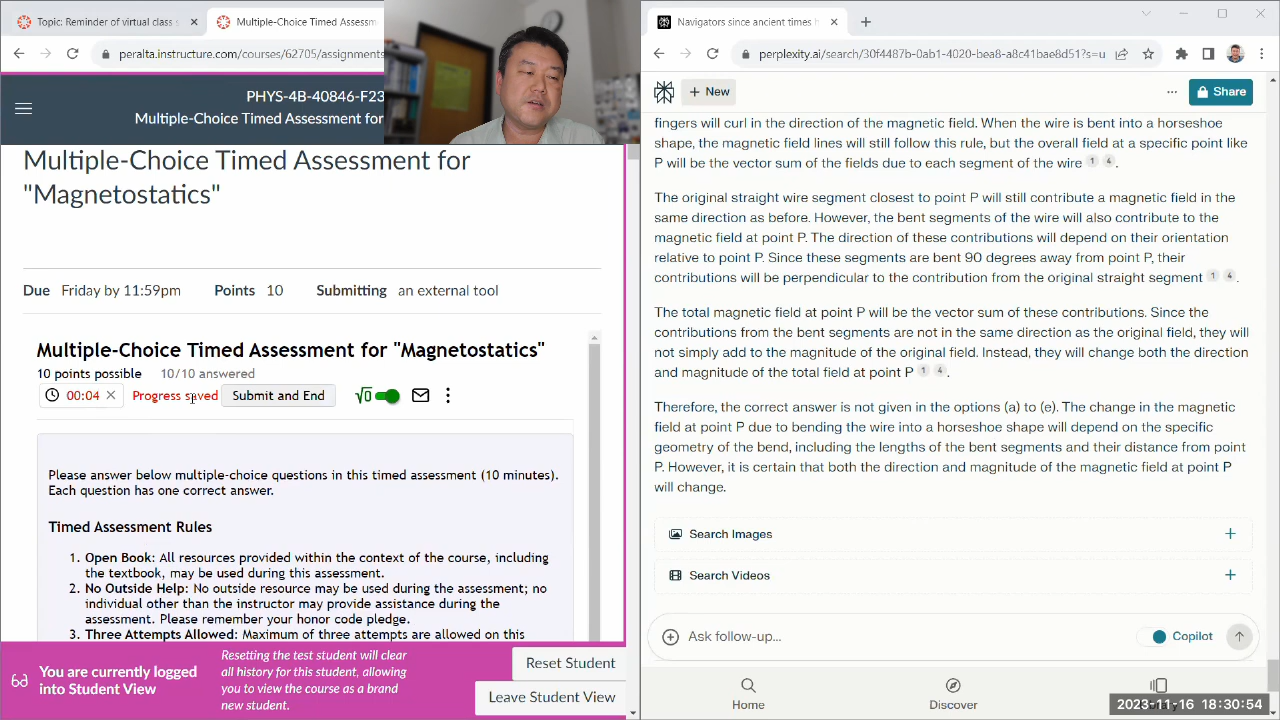 Topic: Reminder of virtual class s
Multiple-Choice Timed Assessm
peralta.instructure.com/courses/62705/assignments
PHYS-4B-40846-F23
Multiple-Choice Timed Assessment for
Multiple-Choice Timed Assessment for
"Magnetostatics"
Due Friday by 11:59pm Points 10 Submitting an external tool
Multiple-Choice Timed Assessment for "Magnetostatics"
10 points possible 10/10 answered
00:04 Progress saved Submit and End √0
Please answer below multiple-choice questions in this timed assessment (10 minutes).
Each question has one correct answer.
Timed Assessment Rules
1. Open Book: All resources provided within the context of the course, including
the textbook, may be used during this assessment.
2. No Outside Help: No outside resource may be used during the assessment; no
individual other than the instructor may provide assistance during the
assessment. Please remember your honor code pledge.
3. Three Attempts Allowed: Maximum of three attempts are allowed on this
You are currently logged
into Student View
Resetting the test student will clear
all history for this student, allowing
you to view the course as a brand
new student.
Reset Student
Leave Student View
Navigators since ancient times h
perplexity.ai/search/30f4487b-0ab1-4020-bea8-a8c41bae8d51?s=u
New
Share
fingers will curl in the direction of the magnetic field. When the wire is bent into a horseshoe
shape, the magnetic field lines will still follow this rule, but the overall field at a specific point like
P will be the vector sum of the fields due to each segment of the wire 1 4.
The original straight wire segment closest to point P will still contribute a magnetic field in the
same direction as before. However, the bent segments of the wire will also contribute to the
magnetic field at point P. The direction of these contributions will depend on their orientation
relative to point P. Since these segments are bent 90 degrees away from point P, their
contributions will be perpendicular to the contribution from the original straight segment 1 4.
The total magnetic field at point P will be the vector sum of these contributions. Since the
contributions from the bent segments are not in the same direction as the original field, they will
not simply add to the magnitude of the original field. Instead, they will change both the direction
and magnitude of the total field at point P 1 4.
Therefore, the correct answer is not given in the options (a) to (e). The change in the magnetic
field at point P due to bending the wire into a horseshoe shape will depend on the specific
geometry of the bend, including the lengths of the bent segments and their distance from point
P. However, it is certain that both the direction and magnitude of the magnetic field at point P
will change.
Search Images
Search Videos
Ask follow-up...
Copilot
Home
Discover
2023-11-16 18:30:54